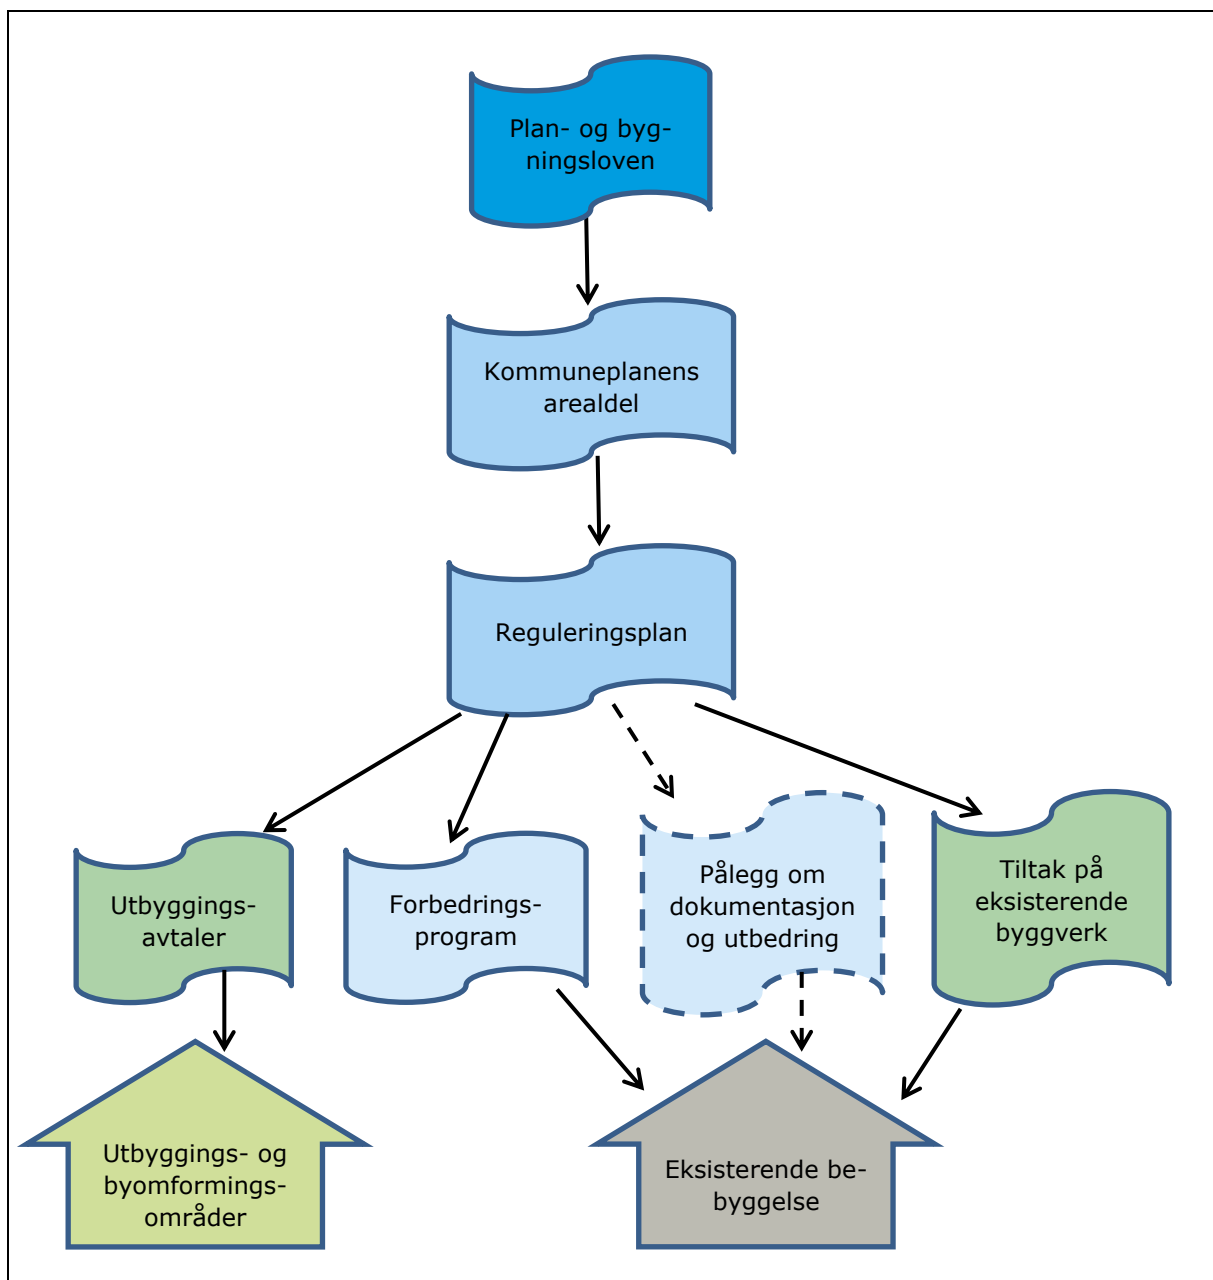 Plan- og byg-
ningsloven
Kommuneplanens
arealdel
Reguleringsplan
Utbyggings-
avtaler
Forbedrings-
program
Pålegg om
dokumentasjon
og utbedring
Tiltak på
eksisterende
byggverk
Utbyggings- og
byomformings-
områder
Eksisterende be-
byggelse